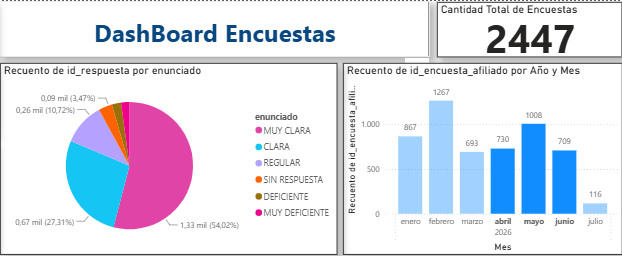 DashBoard Encuestas
Cantidad Total de Encuestas
2447
Recuento de id_respuesta por enunciado
0,09 mil (3,47%)
0,26 mil (10,72%)
0,67 mil (27,31%)
1,33 mil (54,02%)
enunciado
MUY CLARA
CLARA
REGULAR
SIN RESPUESTA
DEFICIENTE
MUY DEFICIENTE
Recuento de id_encuesta_afiliado por Año y Mes
Recuento de id_encuesta_afili...
1.000
500
0
867
1267
693
730
1008
709
116
enero febrero marzo abril mayo junio julio
2026
Mes